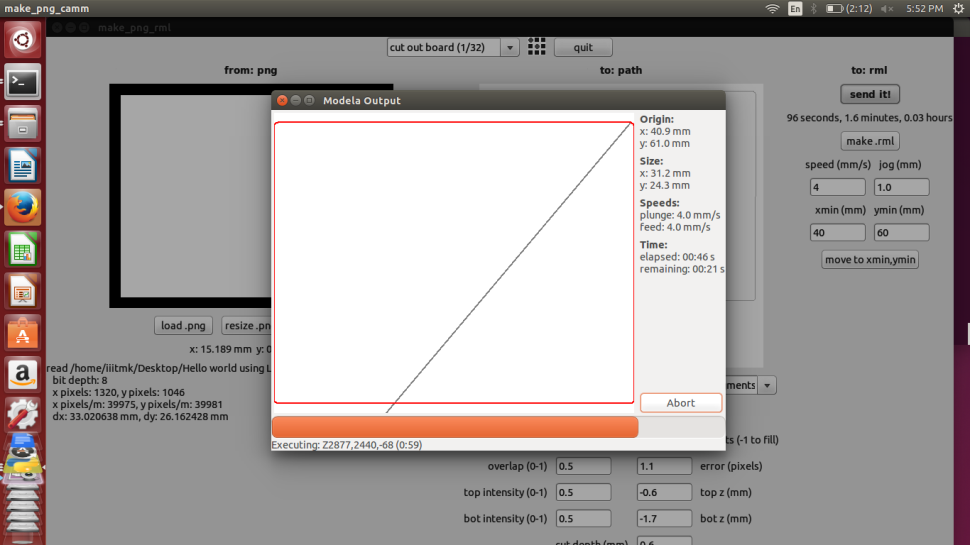 make_png_camm
En
(2:12)
5:52 PM
make_png_rml
cut out board (1/32)
quit
from: png
to: path
to: rml
send it!
96 seconds, 1.6 minutes, 0.03 hours
make .rml
speed (mm/s) jog (mm)
4 1.0
xmin (mm) ymin (mm)
40 60
move to xmin,ymin
Modela Output
Origin:
x: 40.9 mm
y: 61.0 mm
Size:
x: 31.2 mm
y: 24.3 mm
Speeds:
plunge: 4.0 mm/s
feed: 4.0 mm/s
Time:
elapsed: 00:46 s
remaining: 00:21 s
Abort
Executing: Z2877,2440,-68 (0:59)
load .png
resize .pn
x: 15.189 mm y: 0
read /home/iiitmk/Desktop/Hello world using L
bit depth: 8
x pixels: 1320, y pixels: 1046
x pixels/m: 39975, y pixels/m: 39981
dx: 33.020638 mm, dy: 26.162428 mm
ments
ts (-1 to fill)
overlap (0-1) 0.5 1.1 error (pixels)
top intensity (0-1) 0.5 -0.6 top z (mm)
bot intensity (0-1) 0.5 -1.7 bot z (mm)
cut depth (mm) 0.6